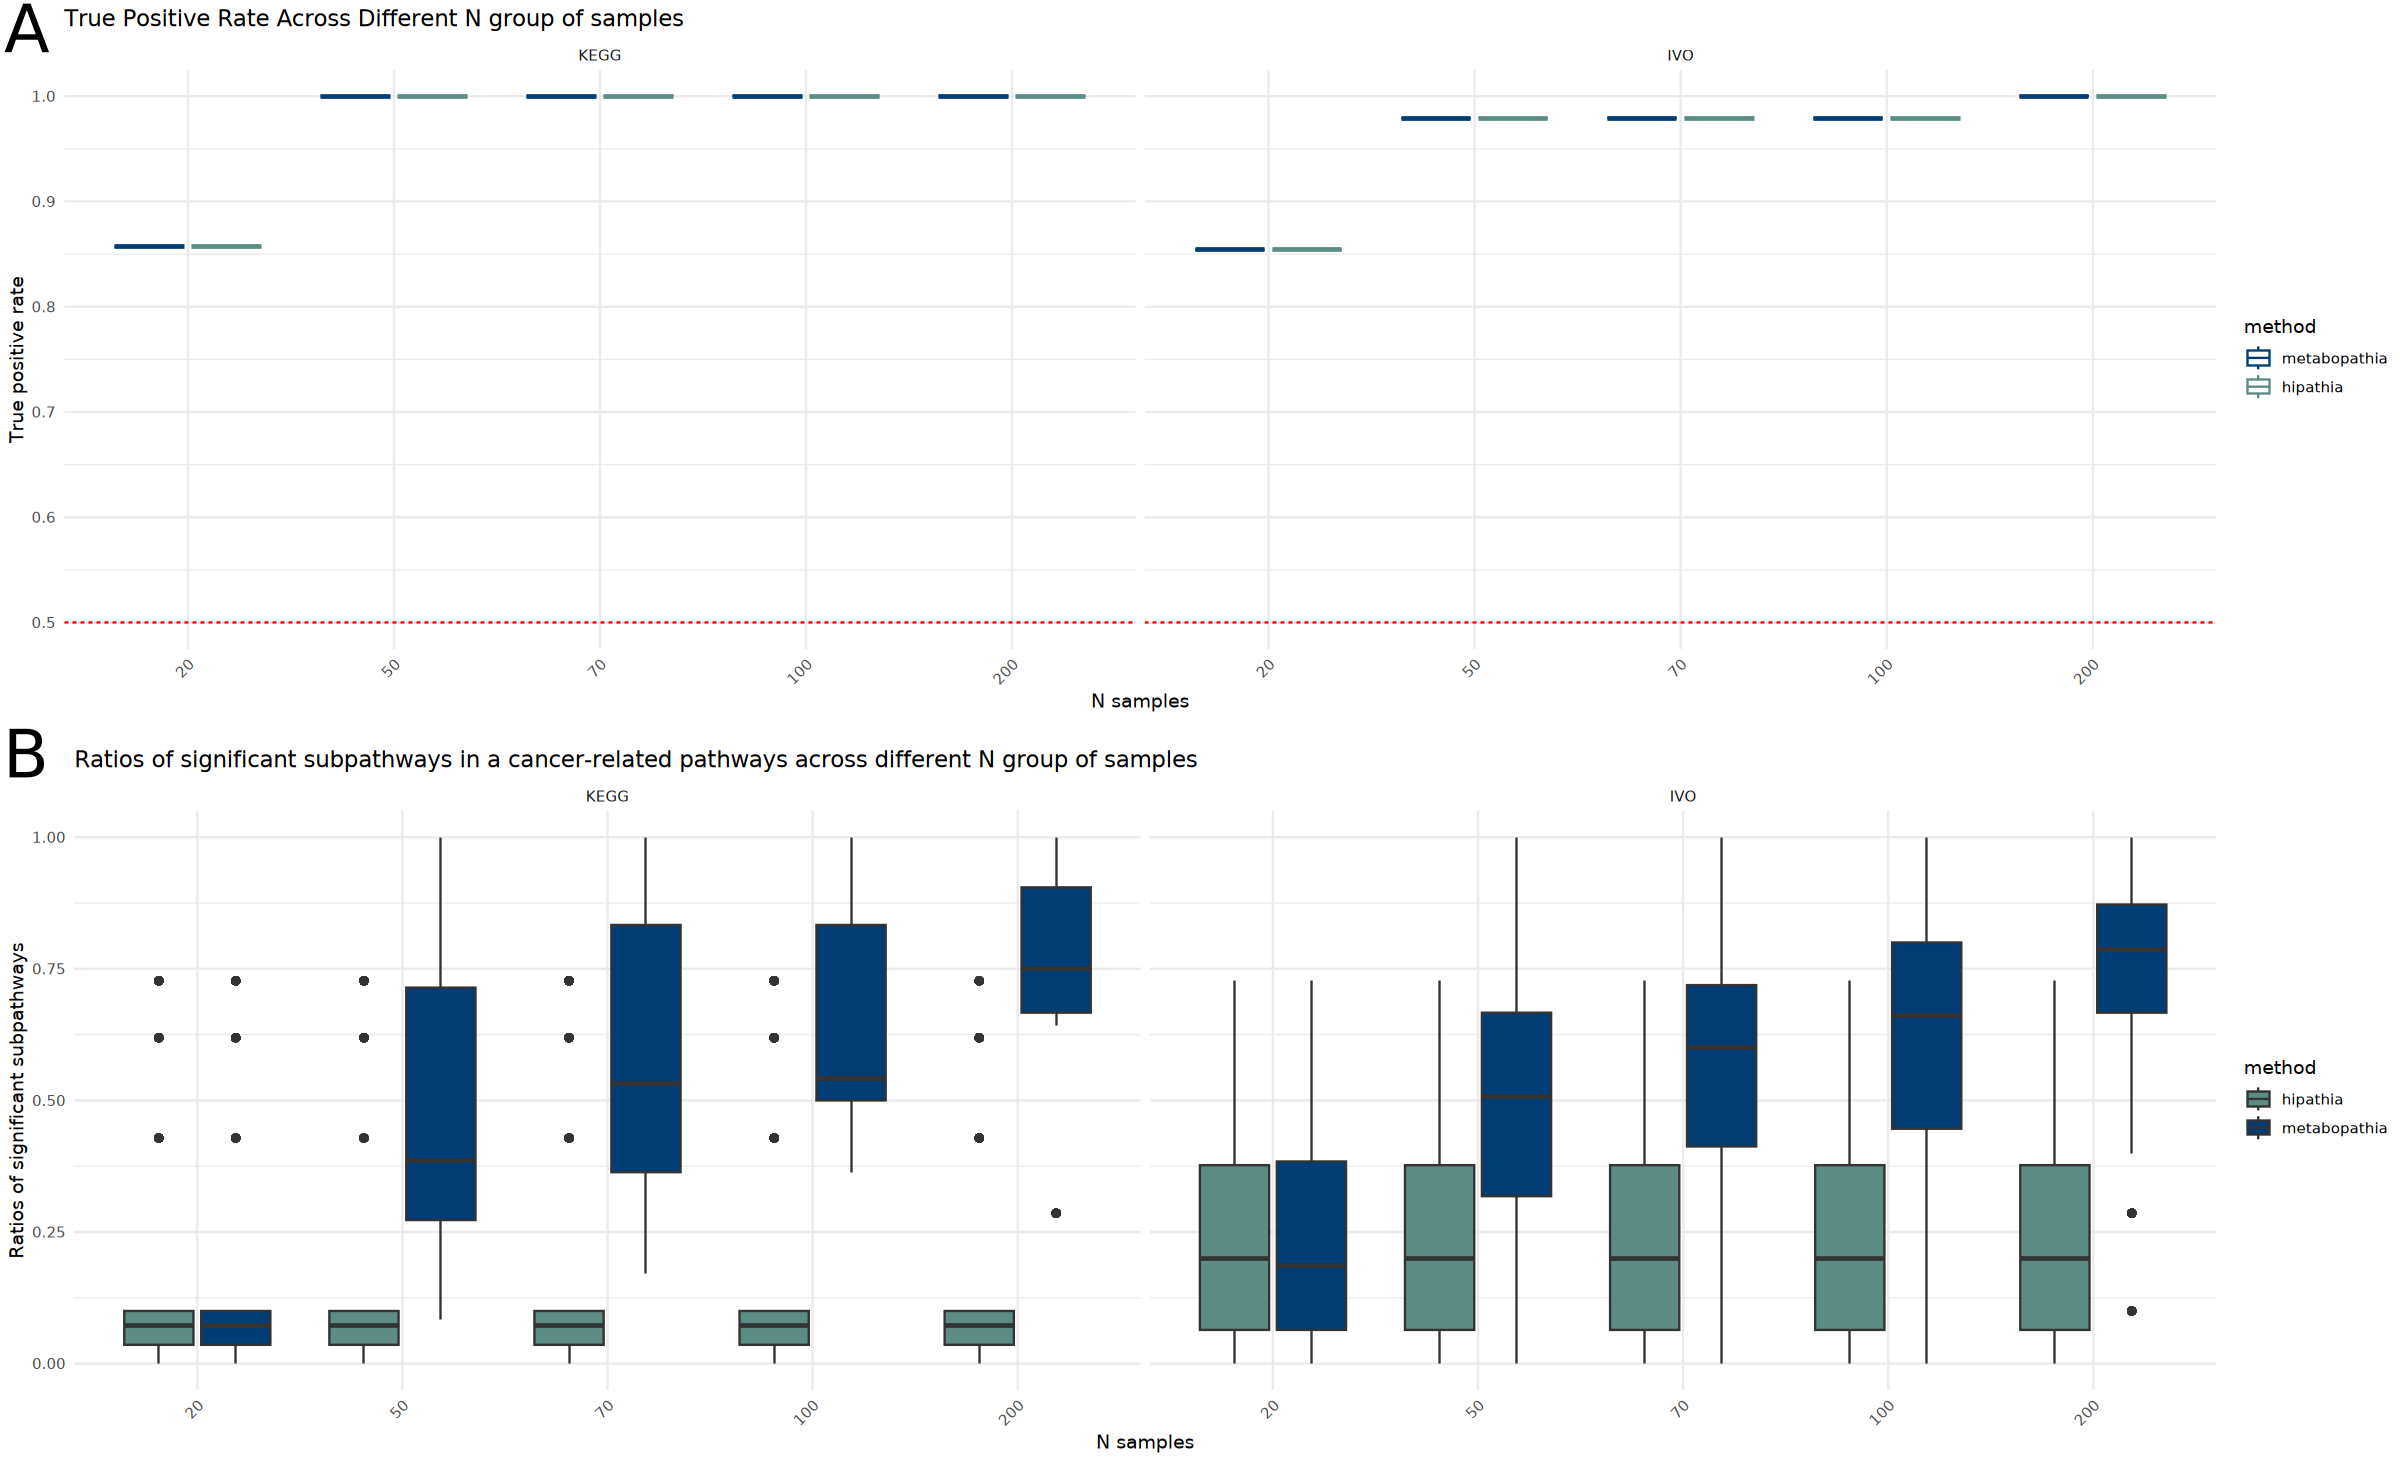 A
True Positive Rate Across Different N group of samples
KEGG
IVO
True positive rate
1.0
0.9
0.8
0.7
0.6
0.5
20
50
70
100
200
20
50
70
100
200
N samples
method
metabopathia
hipathia
B
Ratios of significant subpathways in a cancer-related pathways across different N group of samples
KEGG
IVO
Ratios of significant subpathways
1.00
0.75
0.50
0.25
0.00
20
50
70
100
200
20
50
70
100
200
N samples
method
hipathia
metabopathia